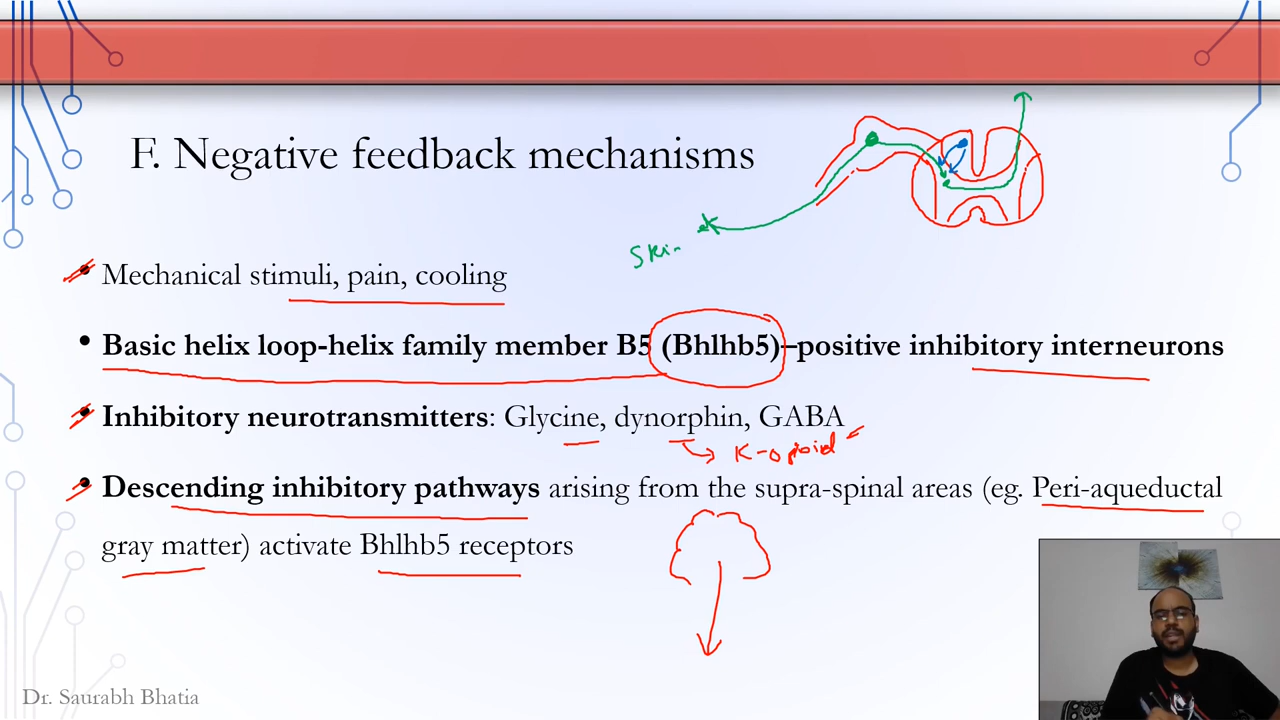 F. Negative feedback mechanisms
Skin
• Mechanical stimuli, pain, cooling
• Basic helix loop-helix family member B5 (Bhlhb5)–positive inhibitory interneurons
• Inhibitory neurotransmitters: Glycine, dynorphin, GABA
K-opioid
• Descending inhibitory pathways arising from the supra-spinal areas (eg. Peri-aqueductal
gray matter) activate Bhlhb5 receptors
Dr. Saurabh Bhatia